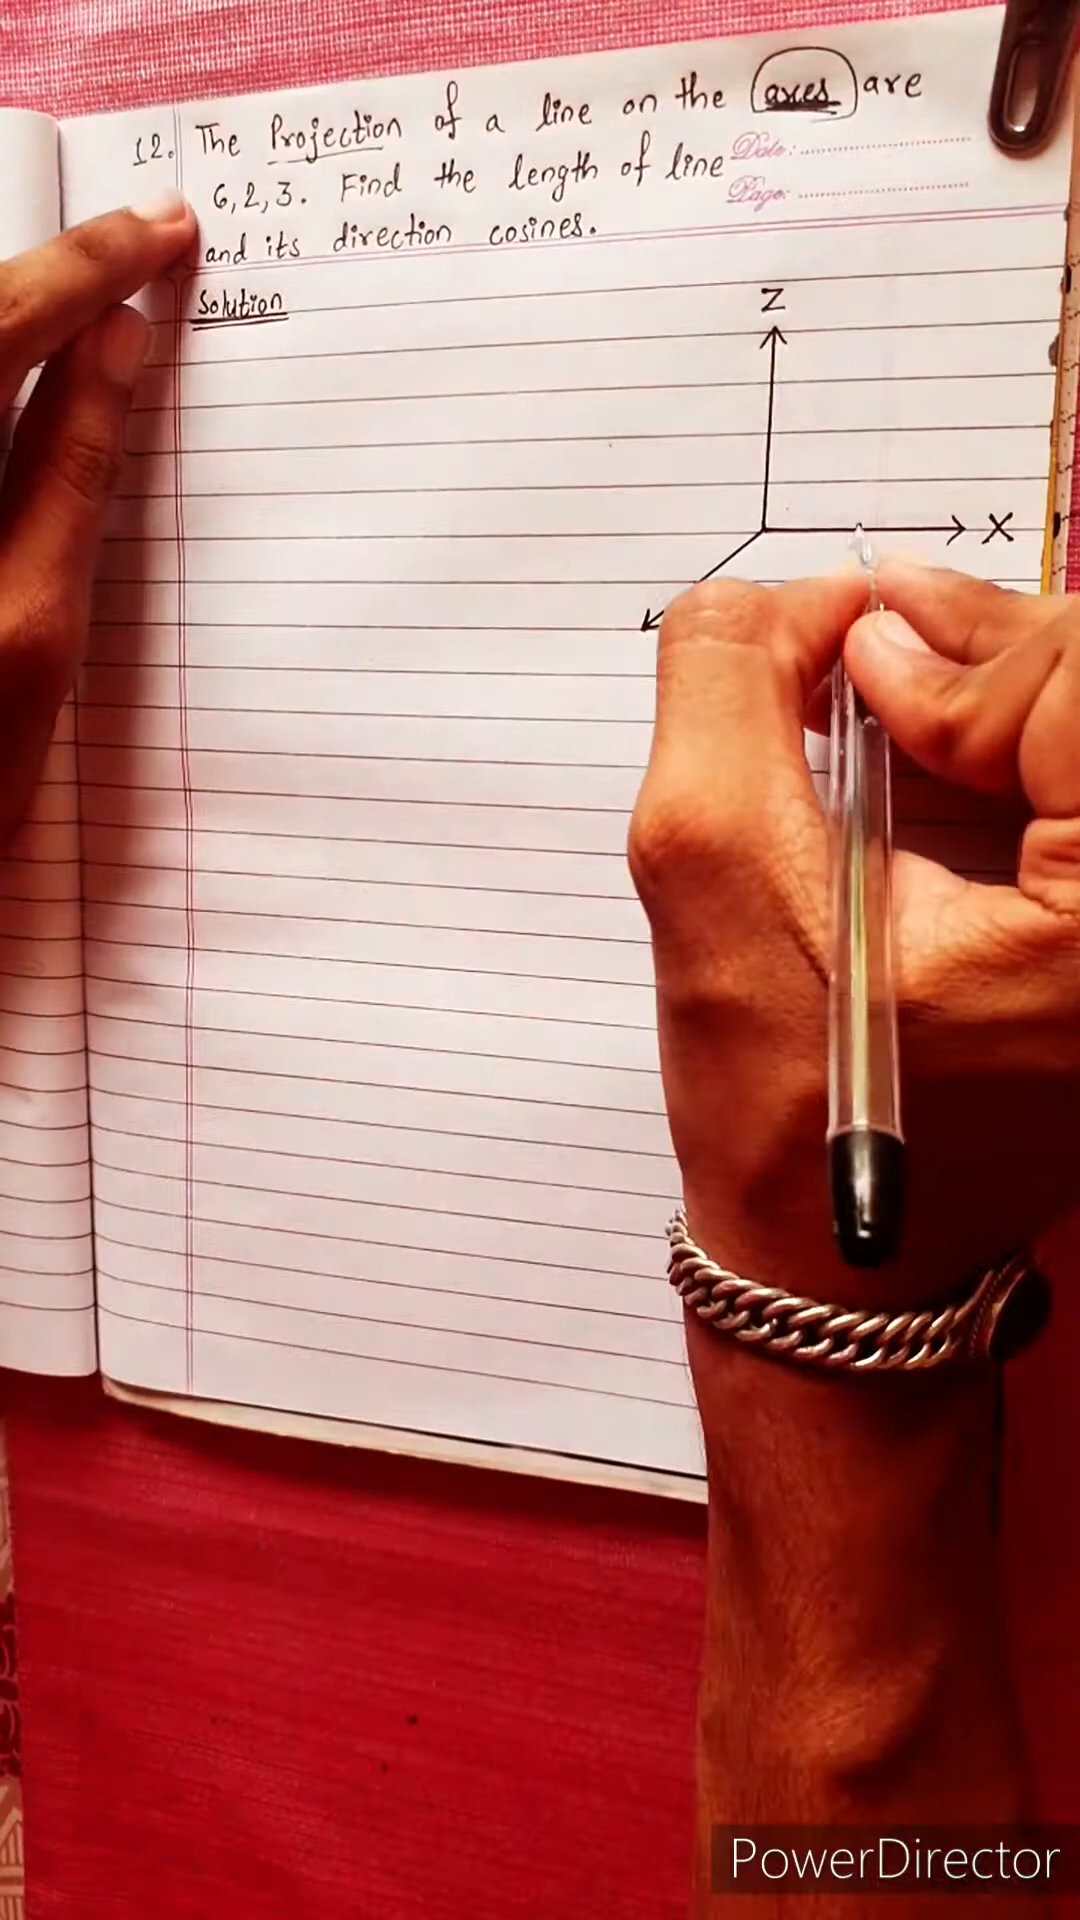 12. The Projection of a line on the axes are
Date:
6, 2, 3. Find the length of line
Page:
and its direction cosines.
Solution
Z
X
PowerDirector